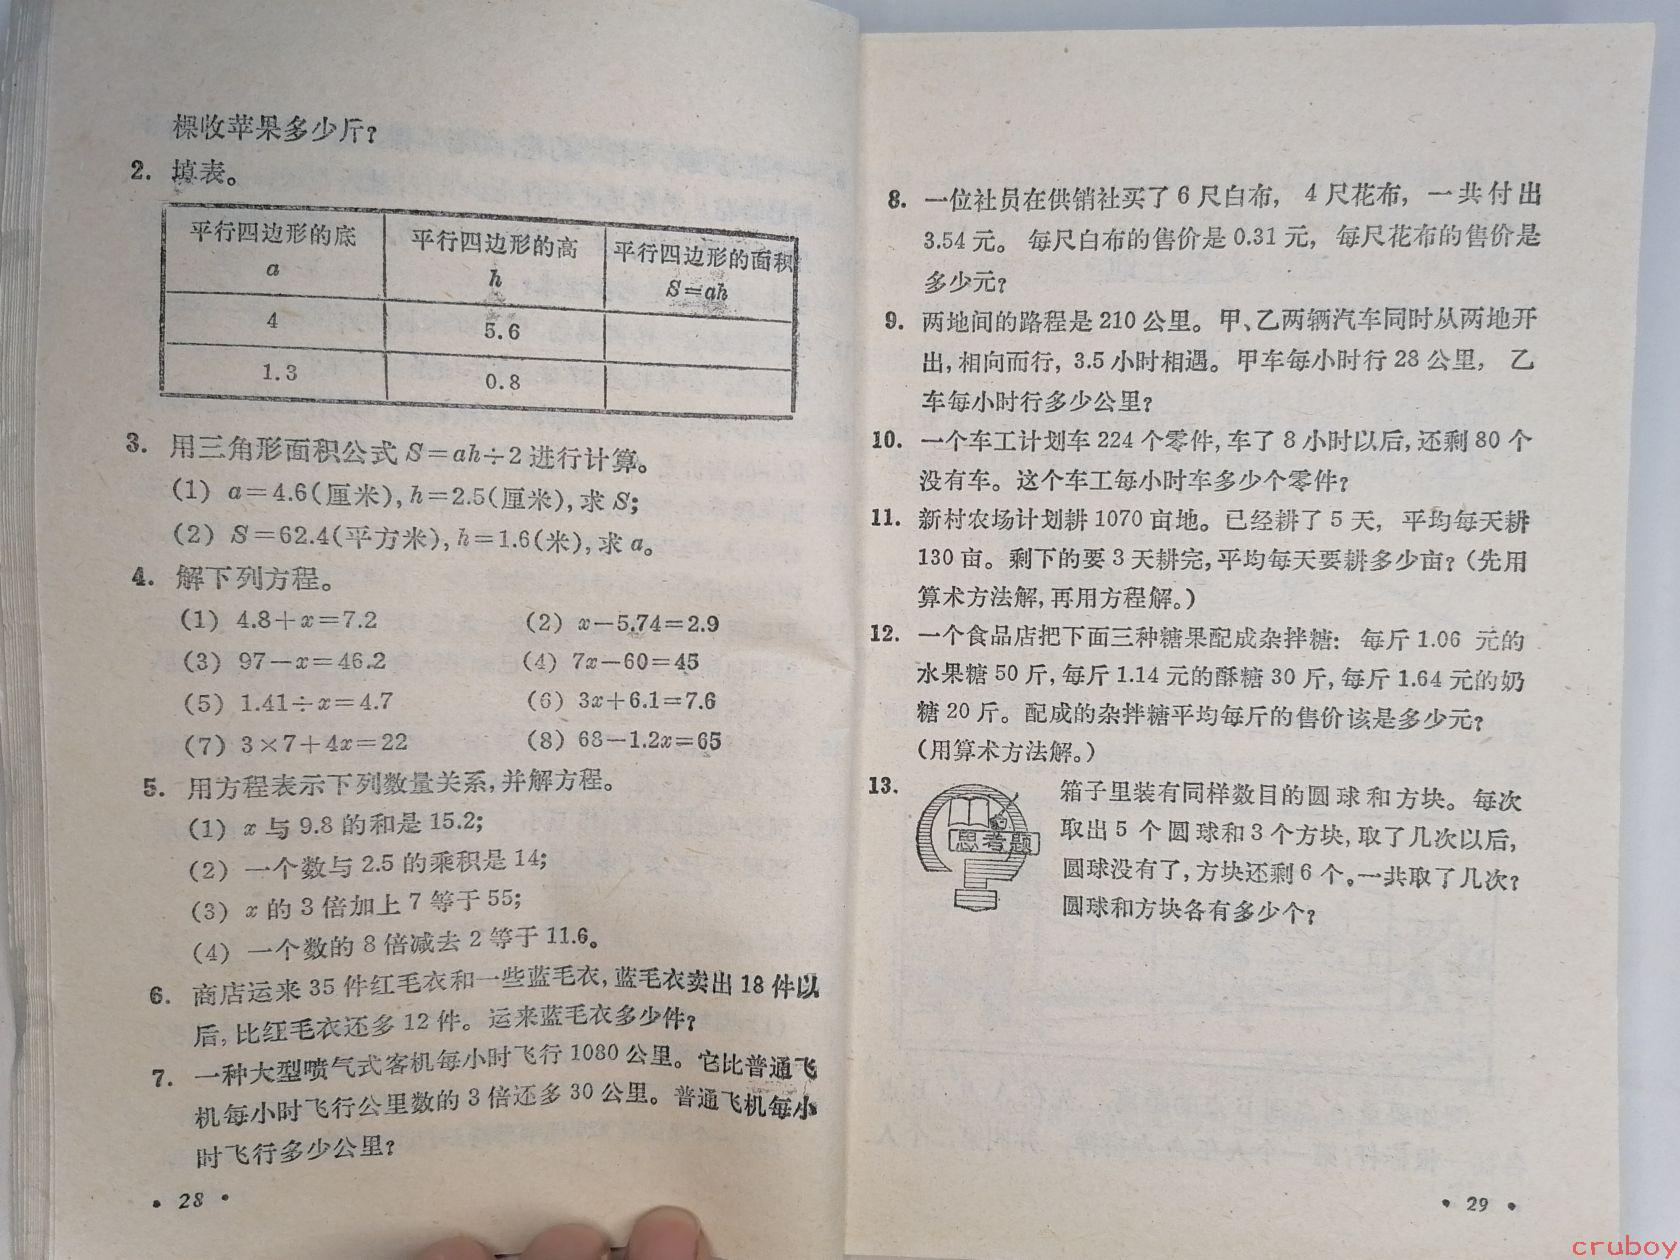 棵收苹果多少斤？
2. 填表。
平行四边形的底 平行四边形的高 平行四边形的面积
a h S=ah
4 5.6
1.3 0.8
3. 用三角形面积公式 S=ah÷2 进行计算。
(1) a=4.6(厘米), h=2.5(厘米), 求 S;
(2) S=62.4(平方米), h=1.6(米), 求 a。
4. 解下列方程。
(1) 4.8+x=7.2 (2) x-5.74=2.9
(3) 97-x=46.2 (4) 7x-60=45
(5) 1.41÷x=4.7 (6) 3x+6.1=7.6
(7) 3×7+4x=22 (8) 68-1.2x=65
5. 用方程表示下列数量关系，并解方程。
(1) x 与 9.8 的和是 15.2;
(2) 一个数与 2.5 的乘积是 14;
(3) x 的 3 倍加上 7 等于 55;
(4) 一个数的 8 倍减去 2 等于 11.6。
6. 商店运来 35 件红毛衣和一些蓝毛衣，蓝毛衣卖出 18 件以
后，比红毛衣还多 12 件。运来蓝毛衣多少件？
7. 一种大型喷气式客机每小时飞行 1080 公里。它比普通飞
机每小时飞行公里数的 3 倍还多 30 公里。普通飞机每小
时飞行多少公里？
• 28 •
8. 一位社员在供销社买了 6 尺白布， 4 尺花布，一共付出
3.54 元。每尺白布的售价是 0.31 元，每尺花布的售价是
多少元？
9. 两地间的路程是 210 公里。甲、乙两辆汽车同时从两地开
出，相向而行，3.5 小时相遇。甲车每小时行 28 公里，乙
车每小时行多少公里？
10. 一个车工计划车 224 个零件，车了 8 小时以后，还剩 80 个
没有车。这个车工每小时车多少个零件？
11. 新村农场计划耕 1070 亩地。已经耕了 5 天，平均每天耕
130 亩。剩下的要 3 天耕完，平均每天要耕多少亩？（先用
算术方法解，再用方程解。）
12. 一个食品店把下面三种糖果配成杂拌糖：每斤 1.06 元的
水果糖 50 斤，每斤 1.14 元的酥糖 30 斤，每斤 1.64 元的奶
糖 20 斤。配成的杂拌糖平均每斤的售价该是多少元？
（用算术方法解。）
13. 箱子里装有同样数目的圆球和方块。每次
取出 5 个圆球和 3 个方块，取了几次以后，
思考题
圆球没有了，方块还剩 6 个。一共取了几次？
圆球和方块各有多少个？
• 29 •
cruboy